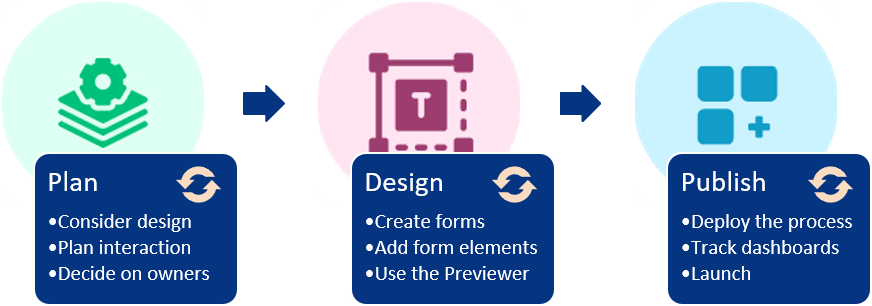 Plan
•Consider design
•Plan interaction
•Decide on owners
T
Design
•Create forms
•Add form elements
•Use the Previewer
Publish
•Deploy the process
•Track dashboards
•Launch